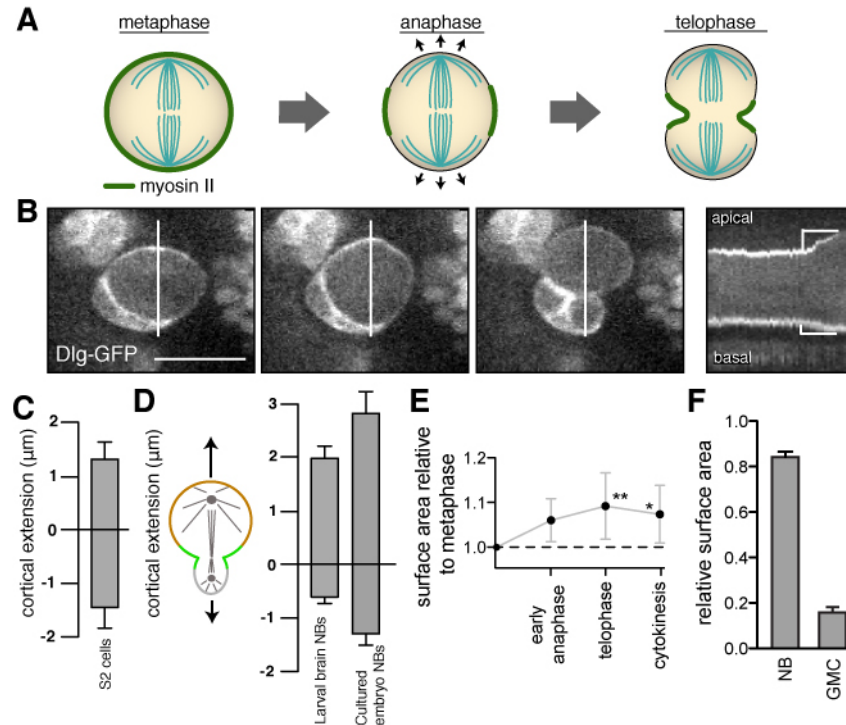 A
metaphase
anaphase
telophase
myosin II
B
Dlg-GFP
apical
basal
C
cortical extension (µm)
2
1
0
-1
-2
S2 cells
D
cortical extension (µm)
3
2
1
0
-1
-2
Larval brain NBs
Cultured
embryo NBs
E
surface area relative
to metaphase
1.2
1.1
1.0
**
*
early
anaphase
telophase
cytokinesis
F
relative surface area
1.0
0.8
0.6
0.4
0.2
0.0
NB
GMC